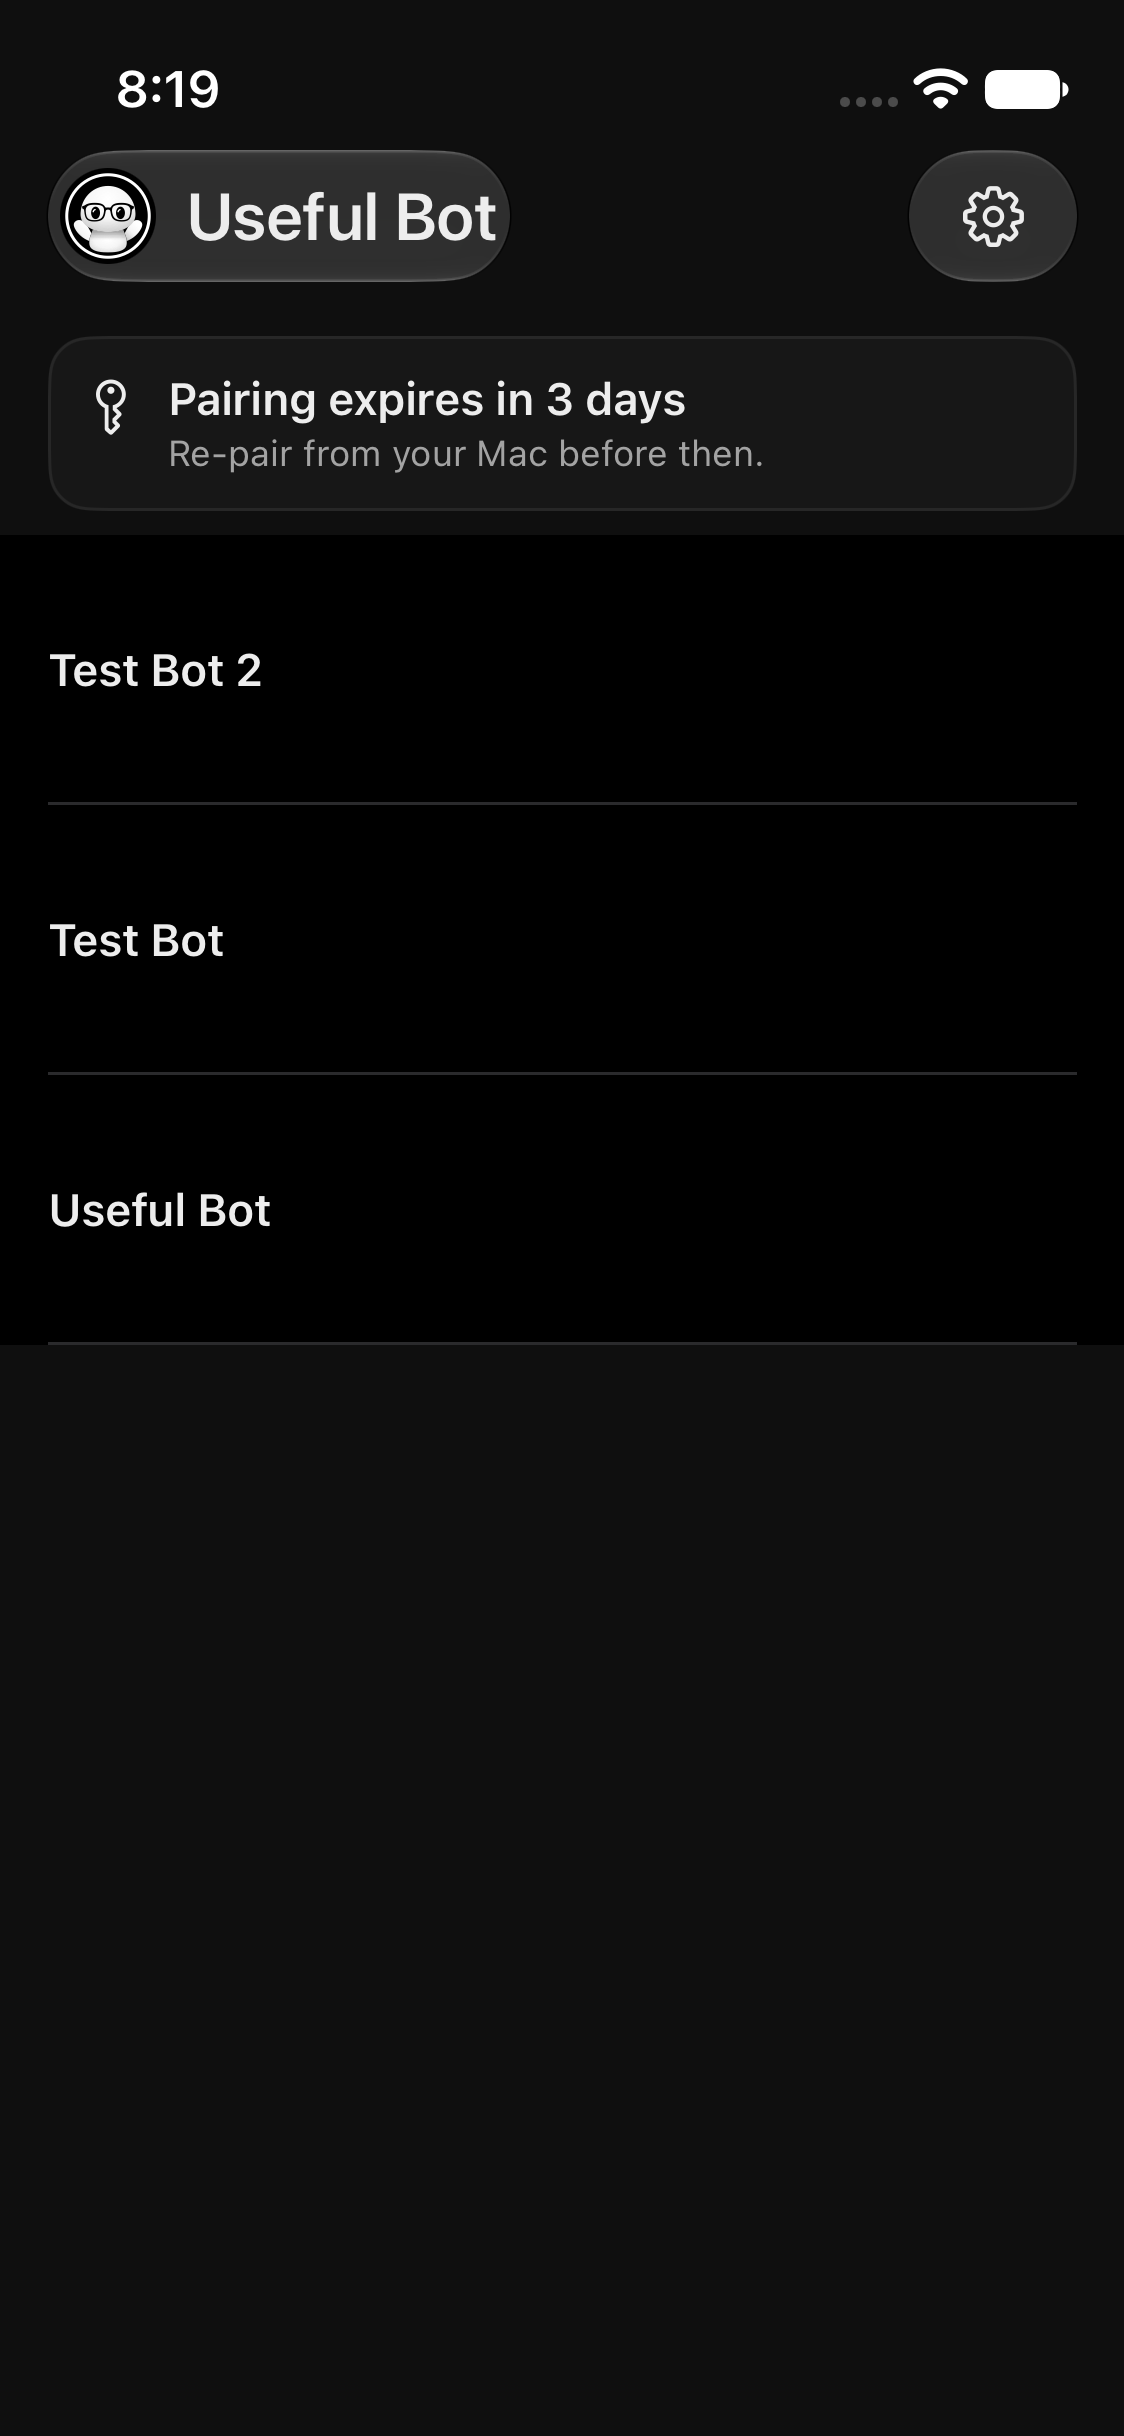 8:19
Useful Bot
Pairing expires in 3 days
Re-pair from your Mac before then.
Test Bot 2
Test Bot
Useful Bot